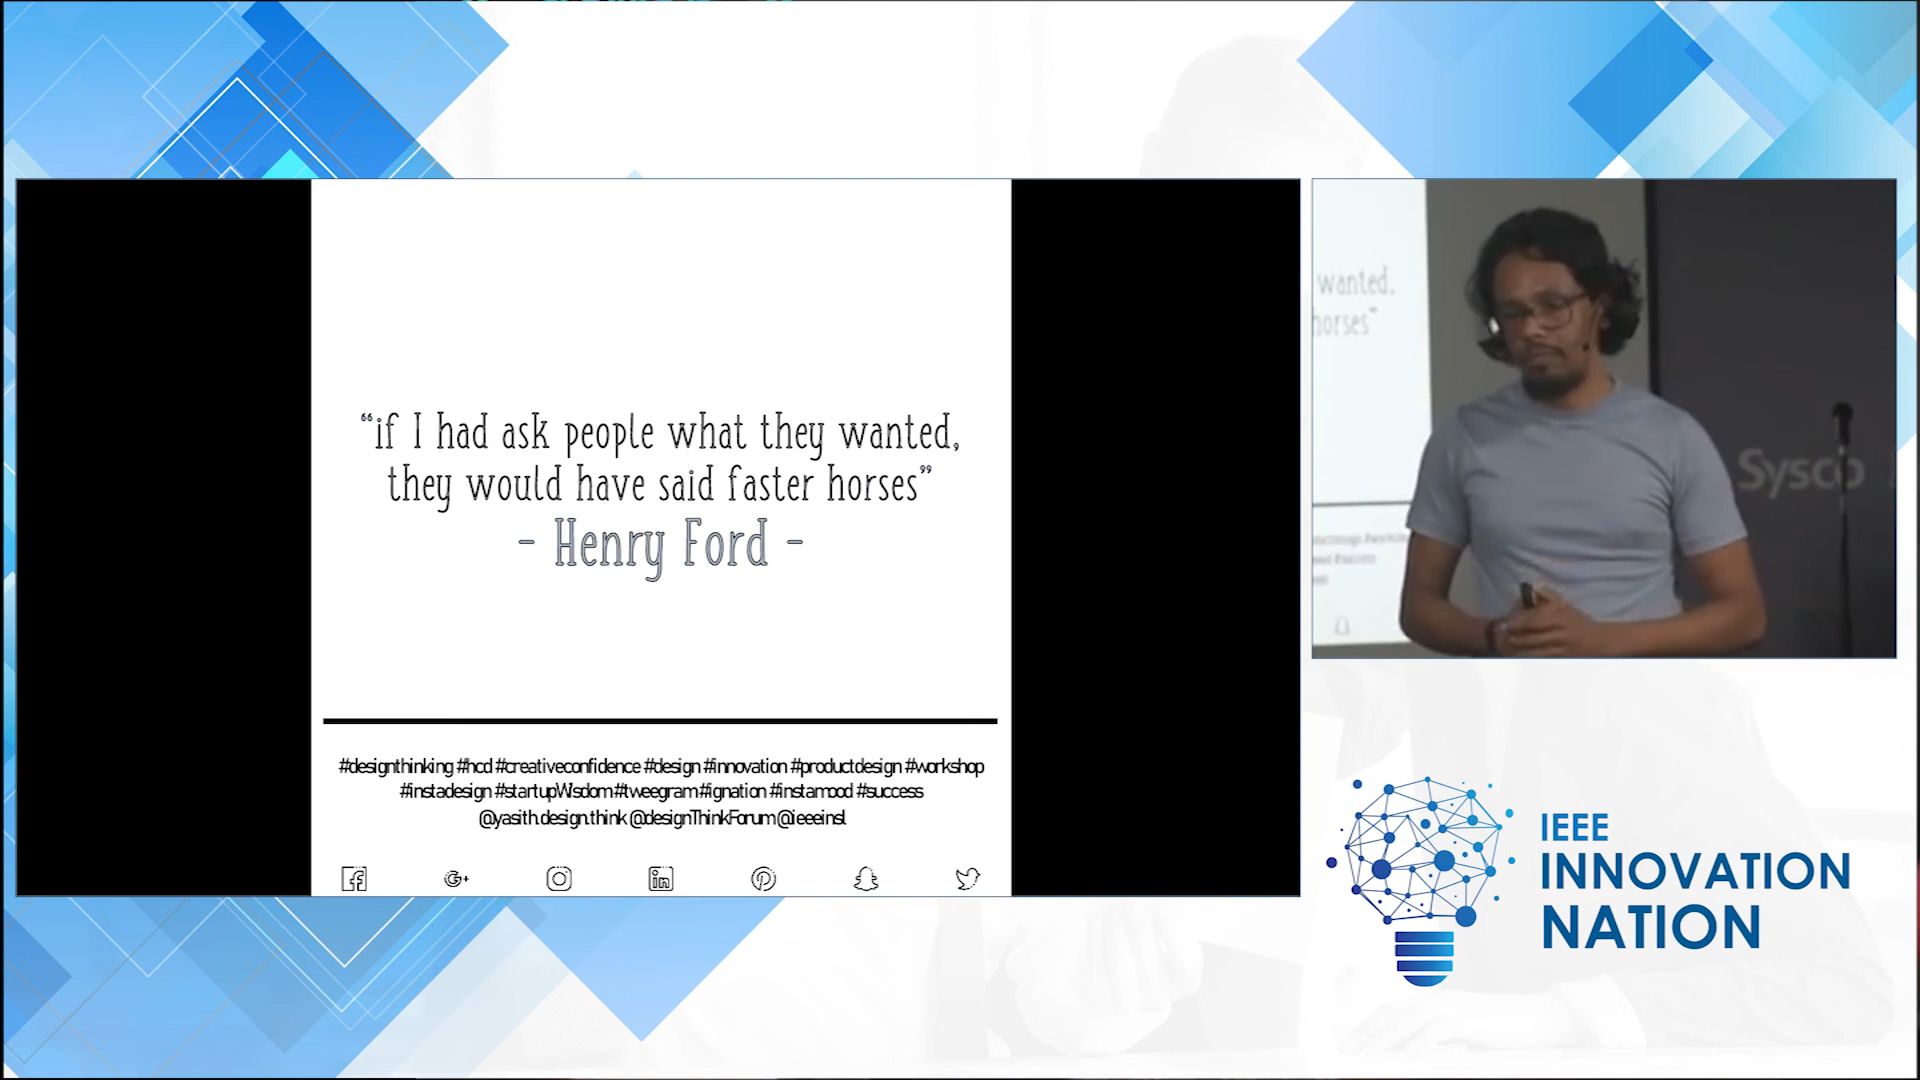 “if I had ask people what they wanted,
they would have said faster horses”
- Henry Ford -
#designthinking #hcd #creativeconfidence #design #innovation #productdesign #workshop
#instadesign #startupWisdom #tweegram #ignation #instamood #success
@yasith.design.think @designThinkForum @ieeeinsl
wanted,
horses”
Sysco
IEEE
INNOVATION
NATION